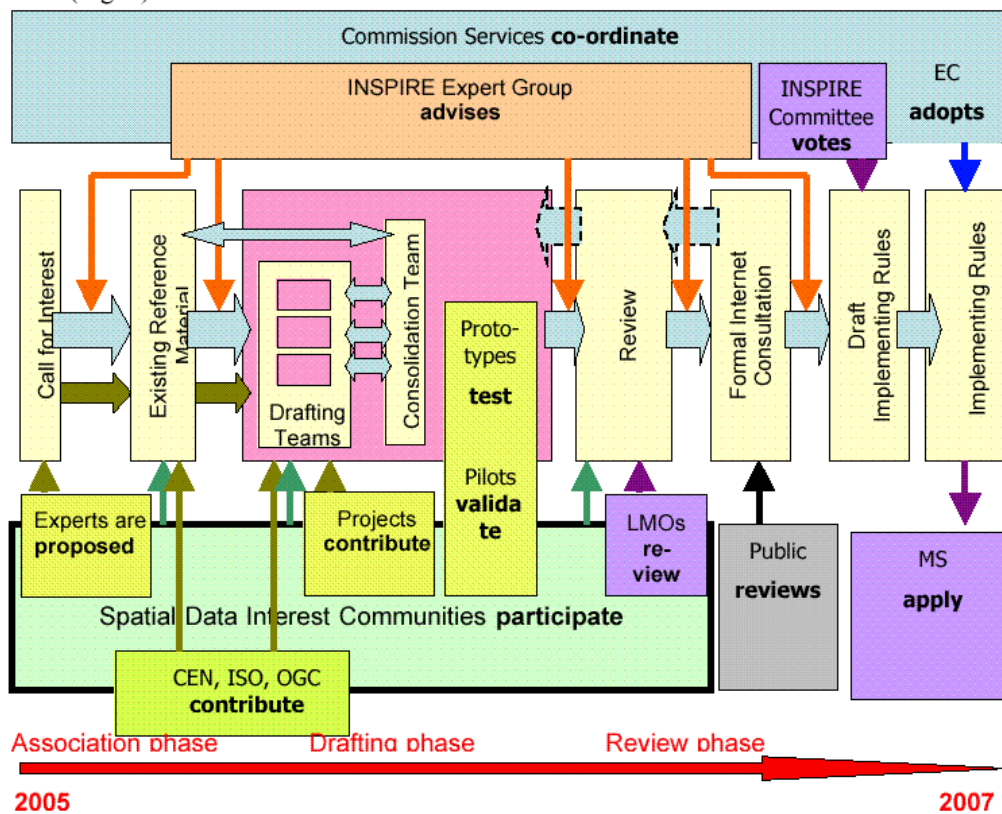 Commission Services co-ordinate
INSPIRE Expert Group
advises
INSPIRE
Committee
votes
EC
adopts
Call for Interest
Existing Reference
Material
Drafting
Teams
Consolidation Team
Proto-
types
test
Pilots
valida
te
Review
Formal Internet
Consultation
Draft
Implementing Rules
Implementing Rules
Experts are
proposed
Projects
contribute
LMOs
re-
view
Public
reviews
MS
apply
Spatial Data Interest Communities participate
CEN, ISO, OGC
contribute
Association phase
Drafting phase
Review phase
2005
2007